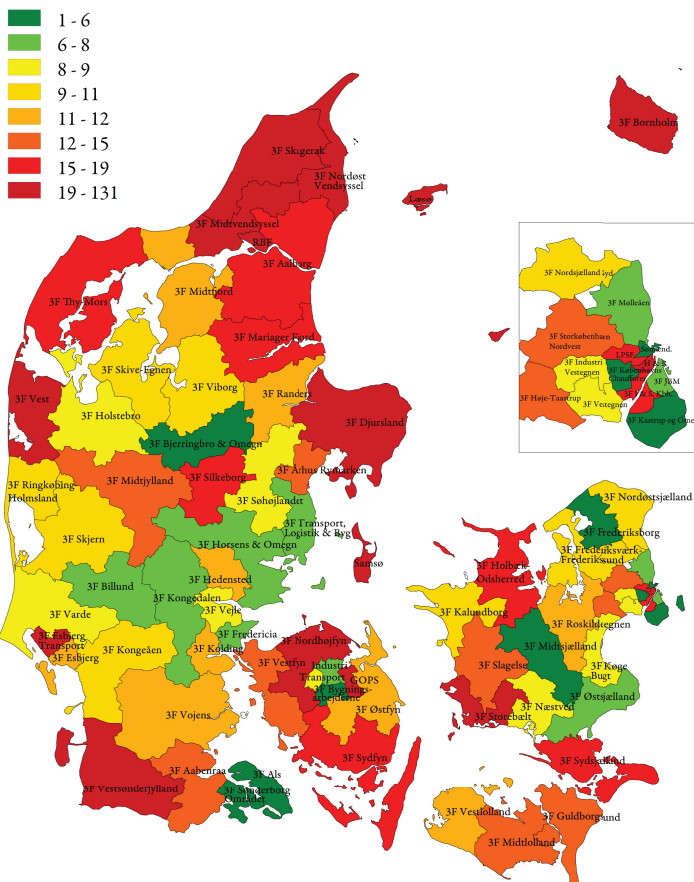 1 - 6
6 - 8
8 - 9
9 - 11
11 - 12
12 - 15
15 - 19
19 - 131
3F Bornholm
3F Skagerak
3F Nordøst
Vendsyssel
Læsø
3F Midtvendsyssel
RBF
3F Aalborg
3F Thy-Mors
3F Midtfjord
3F Mariager Fjord
3F Skive-Egnen
3F Viborg
3F Randers
3F Vest
3F Holstebro
3F Djursland
3F Bjerringbro & Omegn
3F Århus Rymarken
3F Midtjylland
3F Silkeborg
3F Ringkøbing
Holmsland
3F Søhøjlandet
3F Transport,
Logistik & Byg
3F Skjern
3F Horsens & Omegn
Samsø
3F Billund
3F Hedensted
3F Kongedalen
3F Varde
3F Vejle
3F Esbjerg
Transport
3F Esbjerg
3F Kongeåen
3F Fredericia
3F Kolding
3F Nordhøjfyn
3F Vestfyn
Industri
Transport
GOPS
3F Bygnings-
arbejderne
3F Østfyn
3F Vojens
3F Sydfyn
3F Aabenraa
3F Als
3F Sønderborg
Området
3F Vestsønderjylland
3F Nordsjælland Syd
3F Mølleåen
3F Storkøbenhavn
Nordvest
LPSF
3F Industri
Vestegnen
3F Københavns
Chauffører
3F Høje-Taastrup
3F Vestegnen
3F Kastrup og
3F Nordøstsjælland
3F Frederiksborg
3F Frederiksværk-
Frederikssund
3F Holbæk-
Odsherred
3F Kalundborg
3F Roskildeegnen
3F Midtsjælland
3F Slagelse
3F Køge
Bugt
3F Østsjælland
3F Næstved
3F Storebælt
3F Sydsjælland
3F Vestlolland
3F Guldborgsund
3F Midtlolland